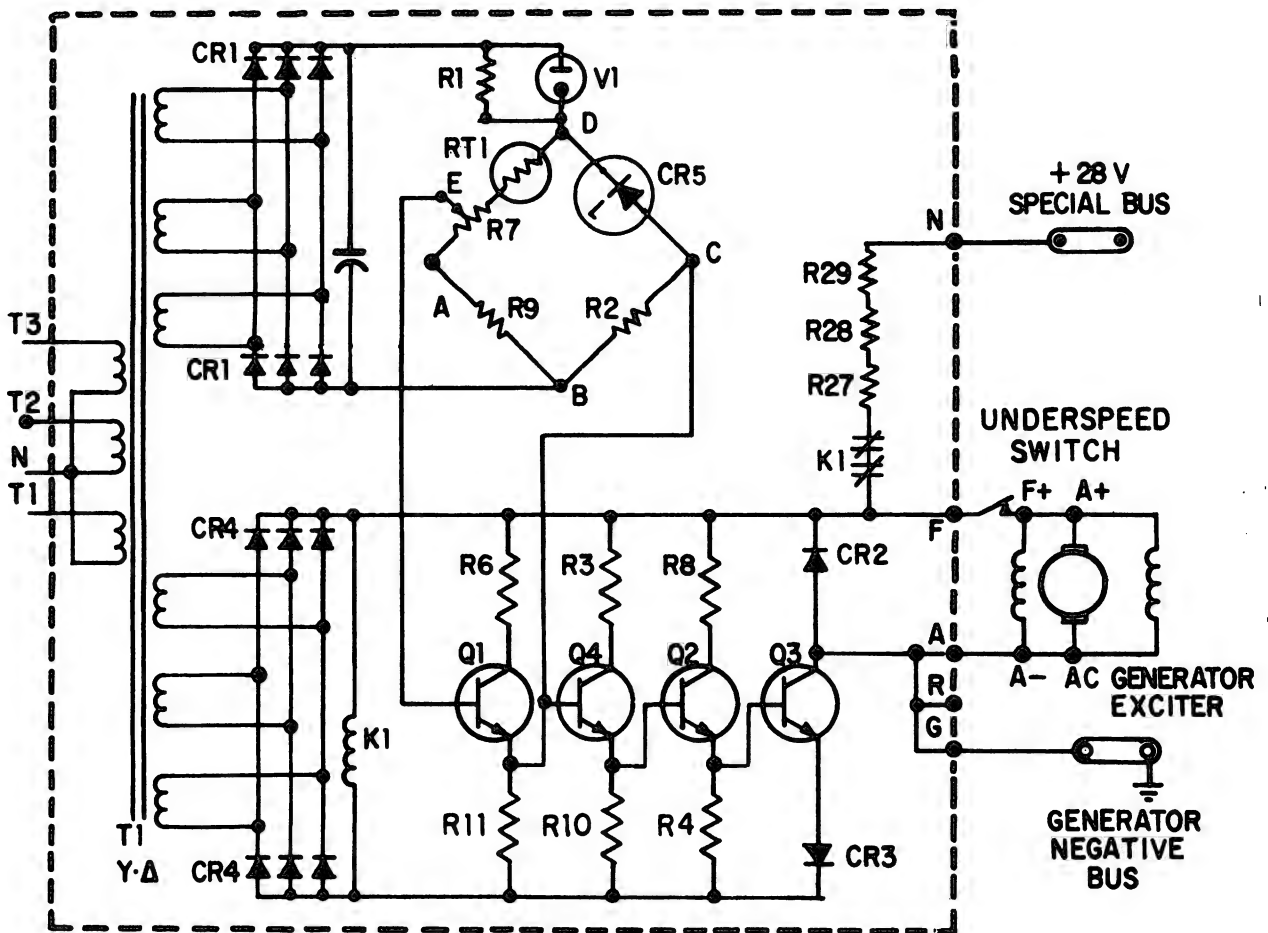 CR1
R1
V1
D
RT1
CR5
E
R7
C
A
R9
R2
CR1
B
T3
T2
N
T1
+28 V
SPECIAL BUS
N
R29
R28
R27
K1
UNDERSPEED
SWITCH
F+ A+
F
CR4
R6
R3
R8
CR2
Q1
Q4
Q2
Q3
A
R
G
A- AC GENERATOR
EXCITER
K1
R11
R10
R4
CR3
T1
Y·Δ
CR4
GENERATOR
NEGATIVE
BUS